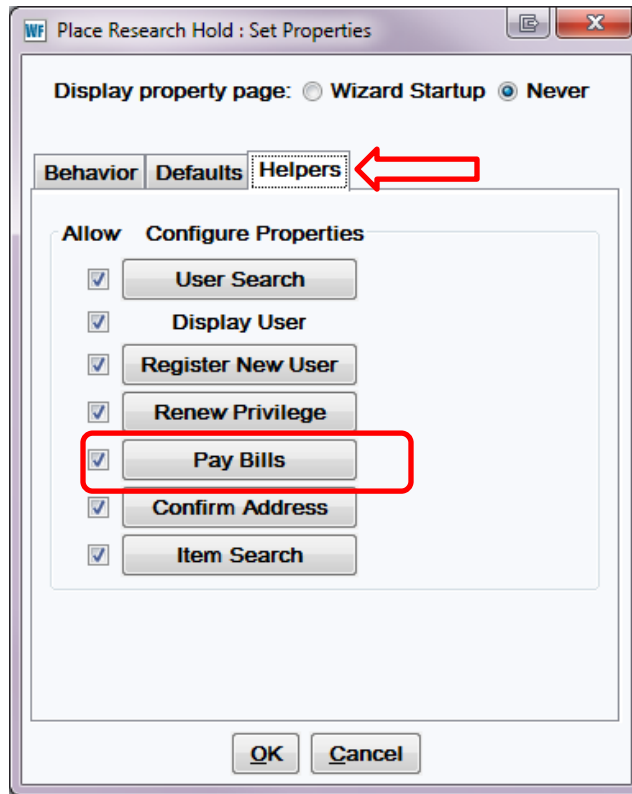 WF Place Research Hold : Set Properties
Display property page: Wizard Startup Never
Behavior Defaults Helpers
Allow Configure Properties
User Search
Display User
Register New User
Renew Privilege
Pay Bills
Confirm Address
Item Search
OK Cancel